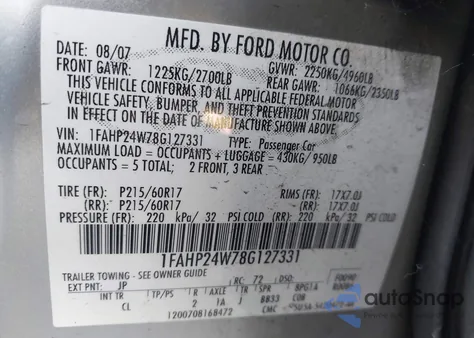 MFD. BY FORD MOTOR CO.
DATE: 08/07 GVWR: 2250KG/4960LB
FRONT GAWR: 1225KG/2700LB REAR GAWR: 1066KG/2350LB
THIS VEHICLE CONFORMS TO ALL APPLICABLE FEDERAL MOTOR
VEHICLE SAFETY, BUMPER, AND THEFT PREVENTION STANDARDS
IN EFFECT ON THE DATE OF MANUFACTURE SHOWN ABOVE.
VIN: 1FAHP24W78G127331 TYPE: Passenger Car
MAXIMUM LOAD = OCCUPANTS + LUGGAGE = 430KG/950LB
OCCUPANTS = 5 TOTAL; 2 FRONT, 3 REAR
TIRE (FR): P215/60R17 RIMS (FR): 17X7.0J
(RR): P215/60R17 (RR): 17X7.0J
PRESSURE (FR): 220 kPa/ 32 PSI COLD (RR): 220 kPa/ 32 PSI COLD
1FAHP24W78G127331
TRAILER TOWING - SEE OWNER GUIDE
EXT PNT: JP RC: 72 DSO:
INT TR TP/PS R AXLE TR SPR
CL 2 1A J BB33
1200708168472
autoSnap